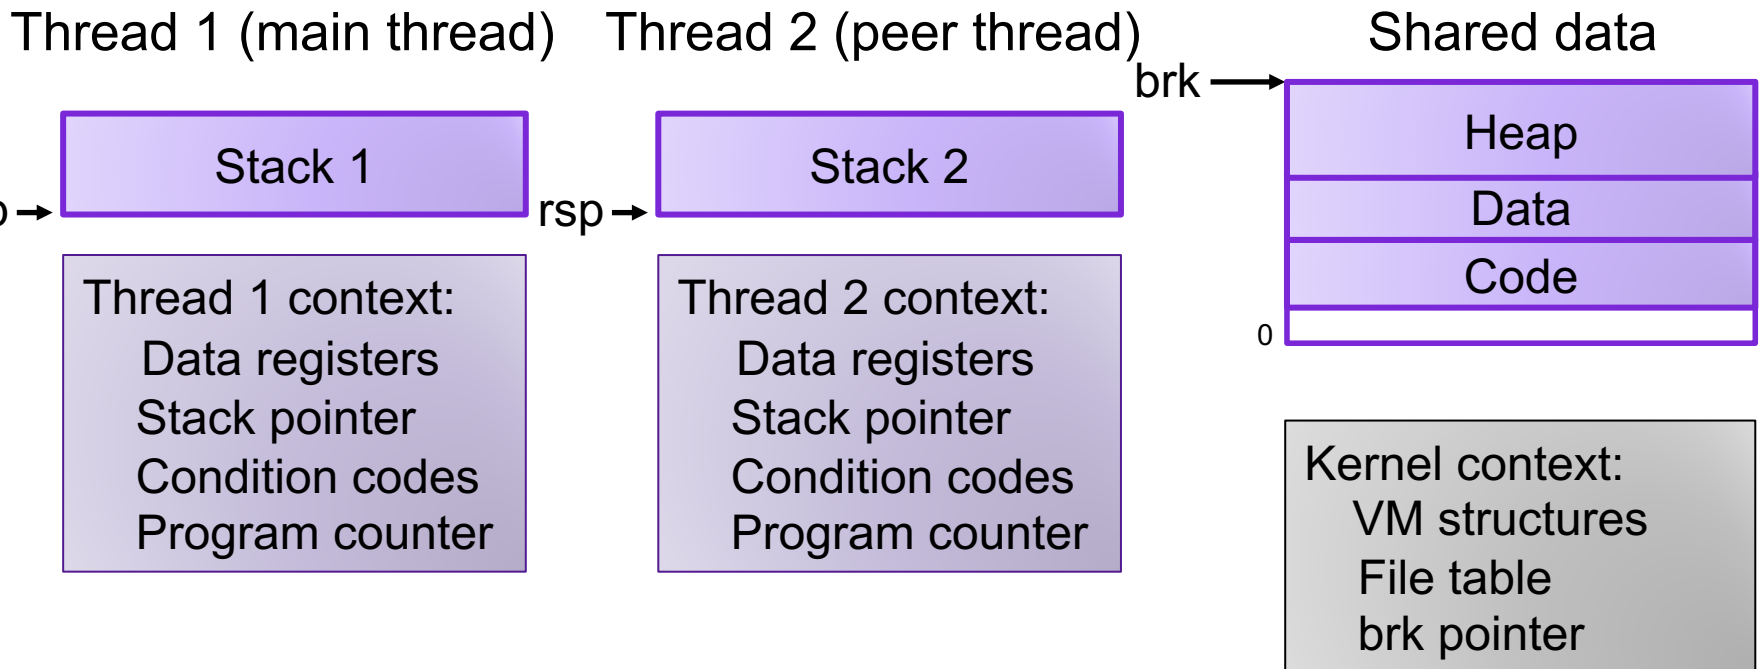 Thread 1 (main thread)
Stack 1
p
Thread 1 context:
Data registers
Stack pointer
Condition codes
Program counter
Thread 2 (peer thread)
Stack 2
rsp
Thread 2 context:
Data registers
Stack pointer
Condition codes
Program counter
Shared data
brk
Heap
Data
Code
0
Kernel context:
VM structures
File table
brk pointer